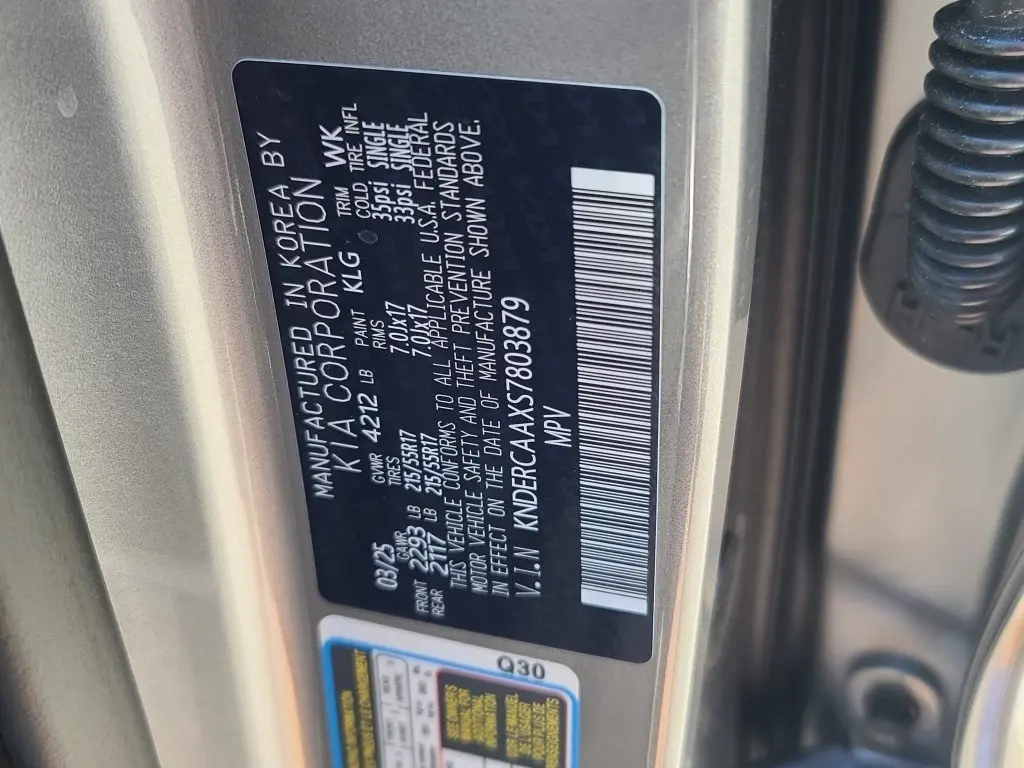 MANUFACTURED IN KOREA BY
KIA CORPORATION
03/25 GVWR 4212 LB PAINT KLG TRIM WK
GAWR TIRES RIMS COLD TIRE INFL
FRONT 2293 LB 215/55R17 7.0Jx17 35psi SINGLE
REAR 2117 LB 215/55R17 7.0Jx17 33psi SINGLE
THIS VEHICLE CONFORMS TO ALL APPLICABLE U.S.A. FEDERAL
MOTOR VEHICLE SAFETY AND THEFT PREVENTION STANDARDS
IN EFFECT ON THE DATE OF MANUFACTURE SHOWN ABOVE.
V.I.N KNDERCAAXS7803879
MPV
Q30
SEE OWNERS